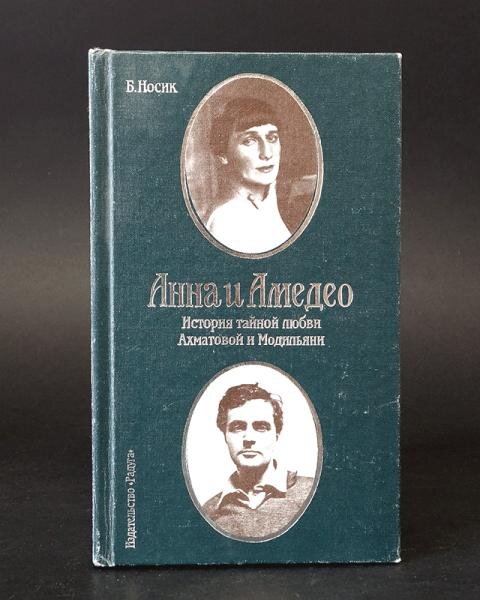 Б. Носик
Анна и Амедео
История тайной любви
Ахматовой и Модильяни
Издательство «Радуга»